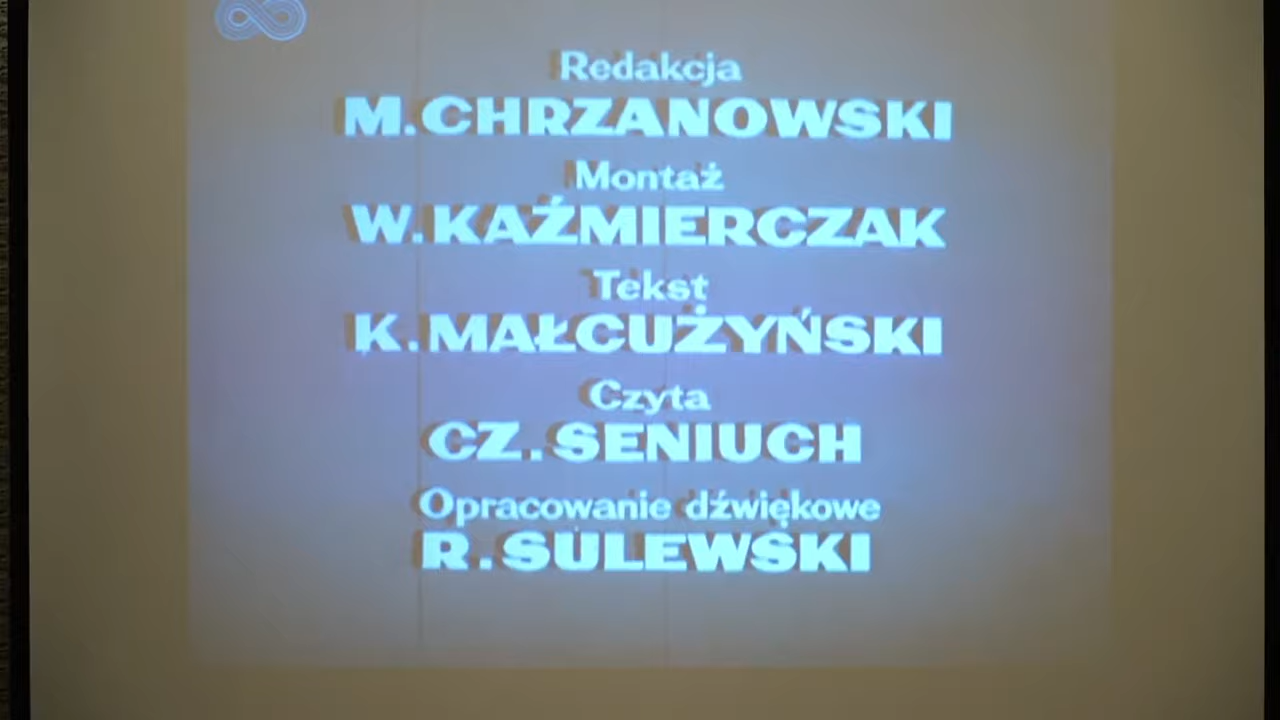 Redakcja
M.CHRZANOWSKI
Montaż
W.KAŹMIERCZAK
Tekst
K.MAŁCUŻYŃSKI
Czyta
CZ.SENIUCH
Opracowanie dźwiękowe
R.SULEWSKI